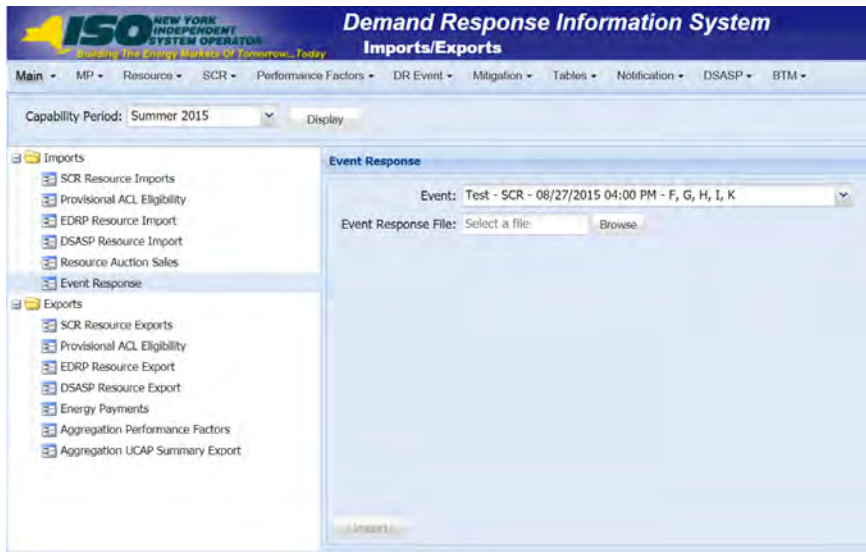 NEW YORK
INDEPENDENT
SYSTEM OPERATOR
ISO
Building The Energy Markets Of Tomorrow...Today
Demand Response Information System
Imports/Exports
Main MP Resource SCR Performance Factors DR Event Mitigation Tables Notification DSASP BTM
Capability Period: Summer 2015 Display
Imports
SCR Resource Imports
Provisional ACL Eligibility
EDRP Resource Import
DSASP Resource Import
Resource Auction Sales
Event Response
Exports
SCR Resource Exports
Provisional ACL Eligibility
EDRP Resource Export
DSASP Resource Export
Energy Payments
Aggregation Performance Factors
Aggregation UCAP Summary Export
Event Response
Event: Test - SCR - 08/27/2015 04:00 PM - F, G, H, I, K
Event Response File: Select a file Browse
Import